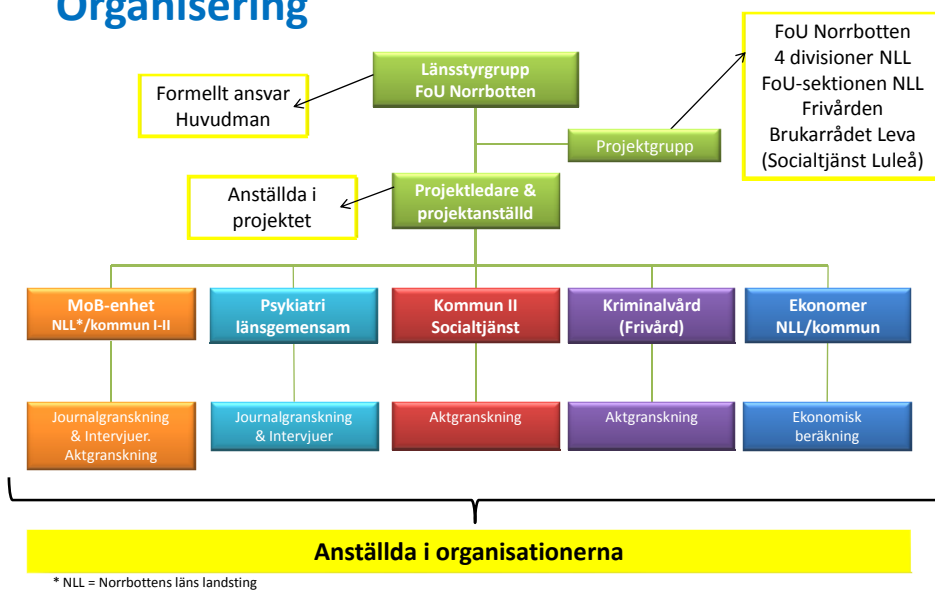 Organisering
Länsstyrgrupp
FoU Norrbotten
Formellt ansvar
Huvudman
FoU Norrbotten
4 divisioner NLL
FoU-sektionen NLL
Frivården
Brukarrådet Leva
(Socialtjänst Luleå)
Projektgrupp
Anställda i
projektet
Projektledare &
projektanställd
MoB-enhet
NLL*/kommun I-II
Psykiatri
länsgemensam
Kommun II
Socialtjänst
Kriminalvård
(Frivård)
Ekonomer
NLL/kommun
Journalgranskning
& Intervjuer.
Aktgranskning
Journalgranskning
& Intervjuer
Aktgranskning
Aktgranskning
Ekonomisk
beräkning
Anställda i organisationerna
* NLL = Norrbottens läns landsting